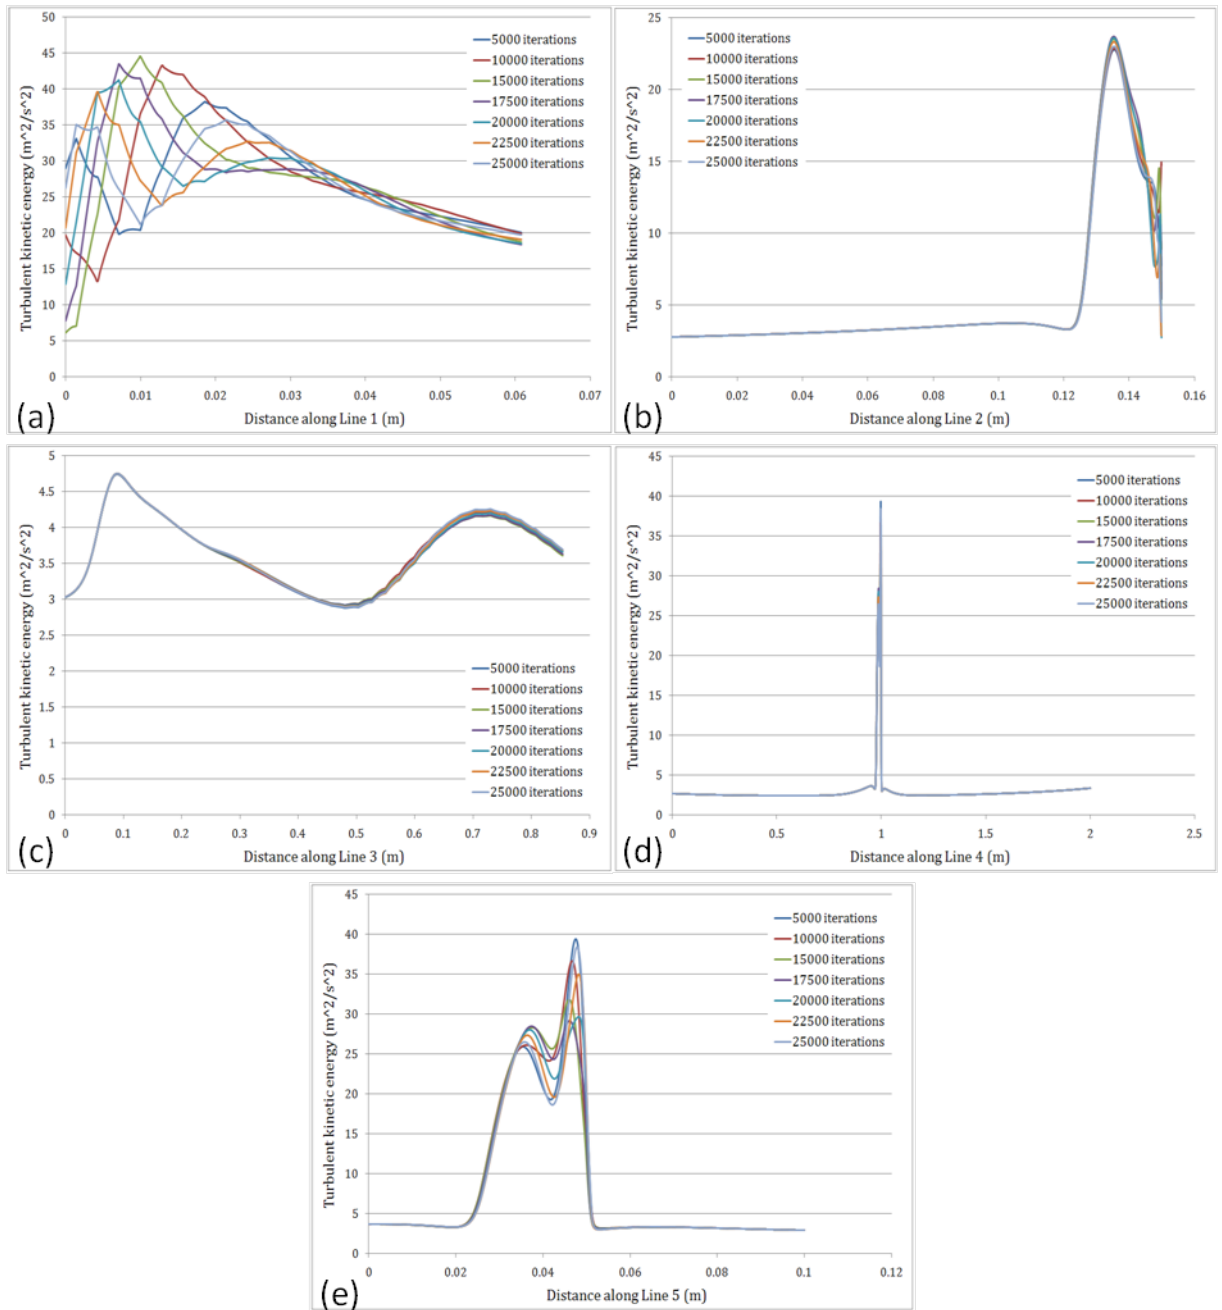 50
45
40
35
30
25
20
15
10
5
0
Turbulent kinetic energy (m^2/s^2)
5000 iterations
10000 iterations
15000 iterations
17500 iterations
20000 iterations
22500 iterations
25000 iterations
0 0.01 0.02 0.03 0.04 0.05 0.06 0.07
Distance along Line 1 (m)
(a)
25
20
15
10
5
0
Turbulent kinetic energy (m^2/s^2)
5000 iterations
10000 iterations
15000 iterations
17500 iterations
20000 iterations
22500 iterations
25000 iterations
0 0.02 0.04 0.06 0.08 0.1 0.12 0.14 0.16
Distance along Line 2 (m)
(b)
5
4.5
4
3.5
3
2.5
2
1.5
1
0.5
0
Turbulent kinetic energy (m^2/s^2)
5000 iterations
10000 iterations
15000 iterations
17500 iterations
20000 iterations
22500 iterations
25000 iterations
0 0.1 0.2 0.3 0.4 0.5 0.6 0.7 0.8 0.9
Distance along Line 3 (m)
(c)
45
40
35
30
25
20
15
10
5
0
Turbulent kinetic energy (m^2/s^2)
5000 iterations
10000 iterations
15000 iterations
17500 iterations
20000 iterations
22500 iterations
25000 iterations
0 0.5 1 1.5 2 2.5
Distance along Line 4 (m)
(d)
45
40
35
30
25
20
15
10
5
0
Turbulent kinetic energy (m^2/s^2)
5000 iterations
10000 iterations
15000 iterations
17500 iterations
20000 iterations
22500 iterations
25000 iterations
0 0.02 0.04 0.06 0.08 0.1 0.12
Distance along Line 5 (m)
(e)